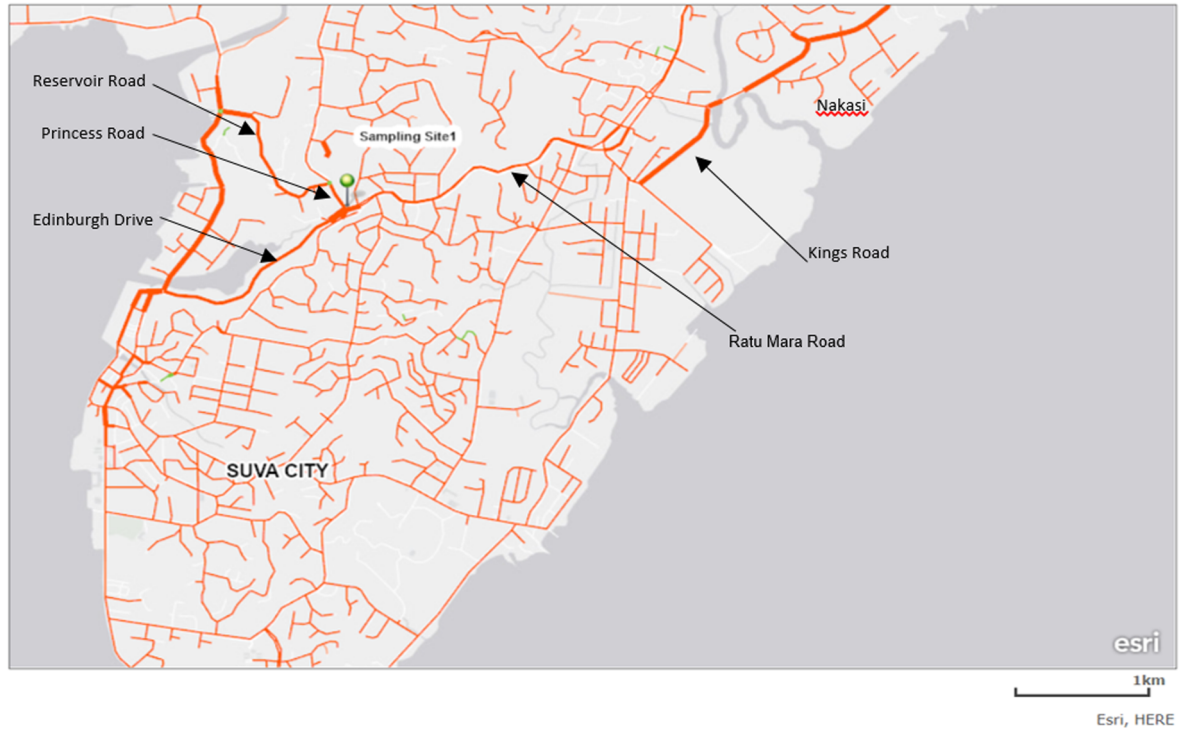 Reservoir Road
Nakasi
Princess Road
Sampling Site1
Edinburgh Drive
Kings Road
Ratu Mara Road
SUVA CITY
esri
1km
Esri, HERE